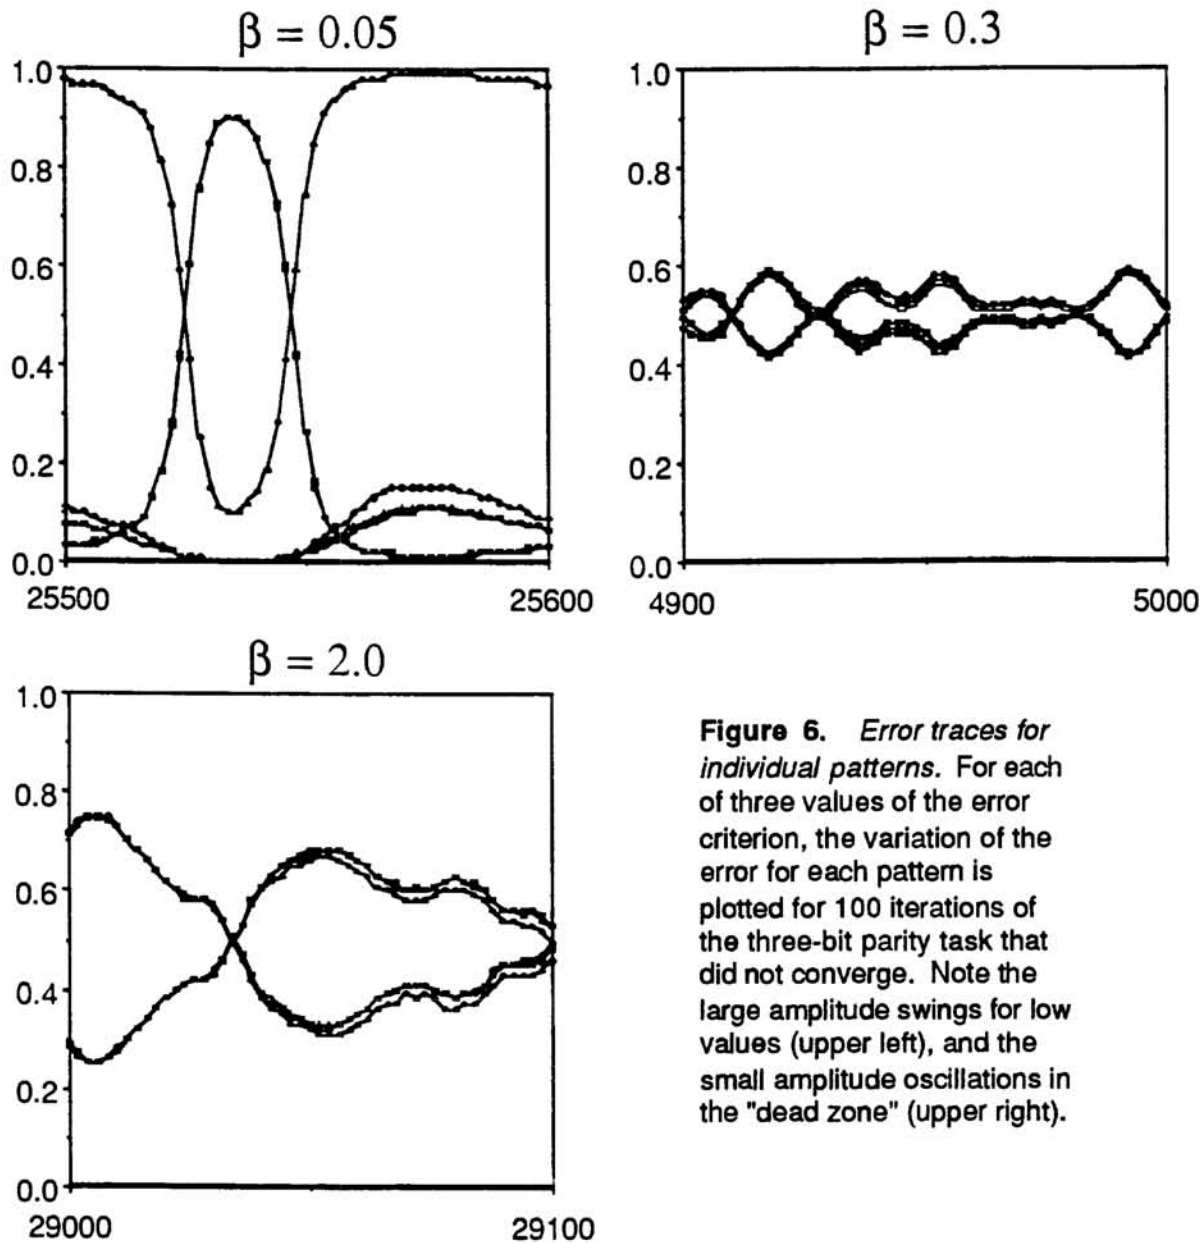 β = 0.05
1.0
0.8
0.6
0.4
0.2
0.0
25500 25600
β = 0.3
1.0
0.8
0.6
0.4
0.2
0.0
4900 5000
β = 2.0
1.0
0.8
0.6
0.4
0.2
0.0
29000 29100
Figure 6. Error traces for
individual patterns. For each
of three values of the error
criterion, the variation of the
error for each pattern is
plotted for 100 iterations of
the three-bit parity task that
did not converge. Note the
large amplitude swings for low
values (upper left), and the
small amplitude oscillations in
the "dead zone" (upper right).